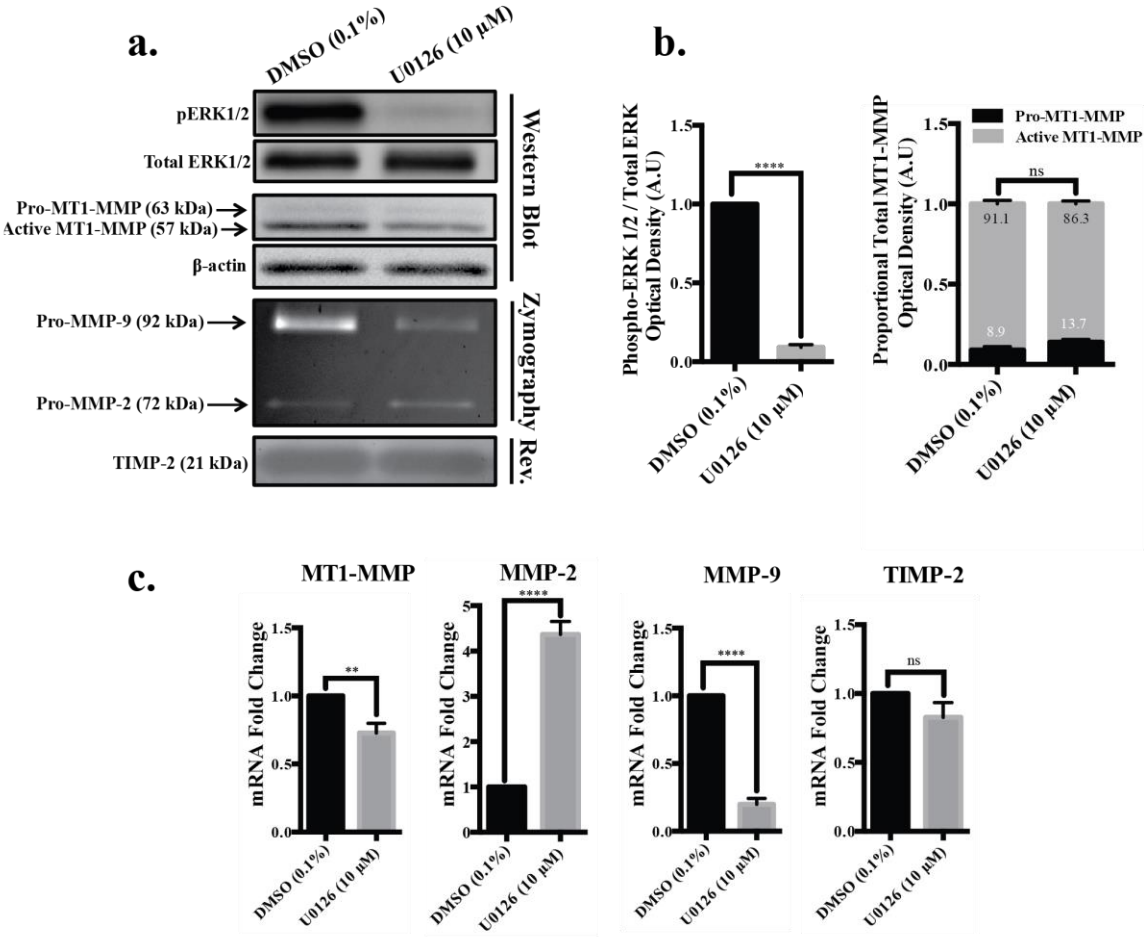 a.
DMSO (0.1%)
U0126 (10 µM)
pERK1/2
Total ERK1/2
Pro-MT1-MMP (63 kDa)
Active MT1-MMP (57 kDa)
β-actin
Western Blot
Pro-MMP-9 (92 kDa)
Pro-MMP-2 (72 kDa)
Zymography
TIMP-2 (21 kDa)
Rev.
b.
Phospho-ERK 1/2 / Total ERK
Optical Density (A.U)
1.5
1.0
0.5
0.0
****
DMSO (0.1%)
U0126 (10 µM)
Proportional Total MT1-MMP
Optical Density (A.U)
Pro-MT1-MMP
Active MT1-MMP
1.5
1.0
0.5
0.0
ns
91.1
86.3
8.9
13.7
DMSO (0.1%)
U0126 (10 µM)
c.
MT1-MMP
mRNA Fold Change
1.5
1.0
0.5
0.0
**
DMSO (0.1%)
U0126 (10 µM)
MMP-2
mRNA Fold Change
5
4
3
2
1
0
****
DMSO (0.1%)
U0126 (10 µM)
MMP-9
mRNA Fold Change
1.5
1.0
0.5
0.0
****
DMSO (0.1%)
U0126 (10 µM)
TIMP-2
mRNA Fold Change
1.5
1.0
0.5
0.0
ns
DMSO (0.1%)
U0126 (10 µM)